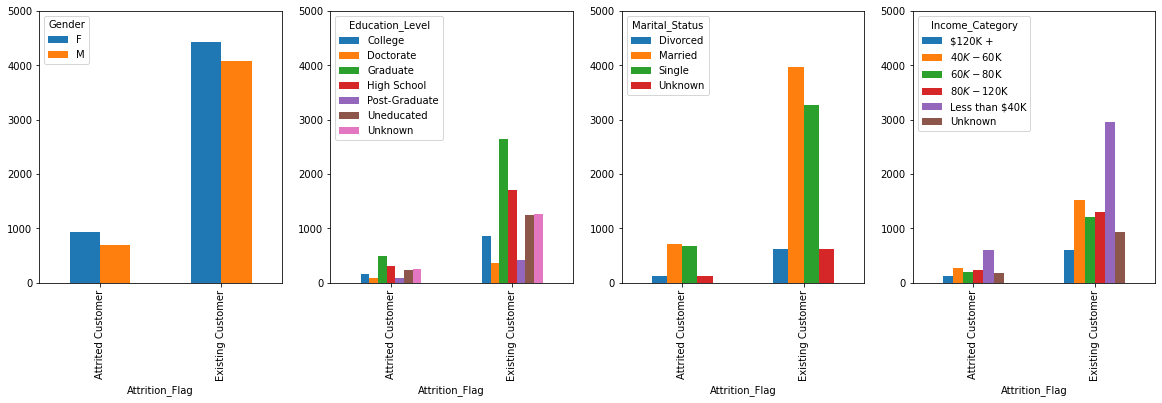 5000
4000
3000
2000
1000
0
Gender
F
M
Attrited Customer
Existing Customer
Attrition_Flag
5000
4000
3000
2000
1000
0
Education_Level
College
Doctorate
Graduate
High School
Post-Graduate
Uneducated
Unknown
Attrited Customer
Existing Customer
Attrition_Flag
5000
4000
3000
2000
1000
0
Marital_Status
Divorced
Married
Single
Unknown
Attrited Customer
Existing Customer
Attrition_Flag
5000
4000
3000
2000
1000
0
Income_Category
$120K +
40K − 60K
60K − 80K
80K − 120K
Less than $40K
Unknown
Attrited Customer
Existing Customer
Attrition_Flag